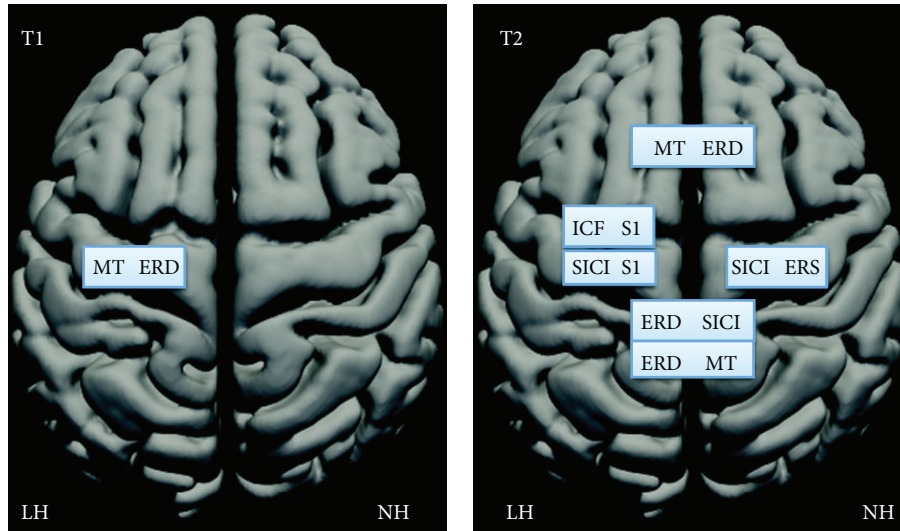 T1
MT ERD
LH NH
T2
MT ERD
ICF S1
SICI S1
SICI ERS
ERD SICI
ERD MT
LH NH